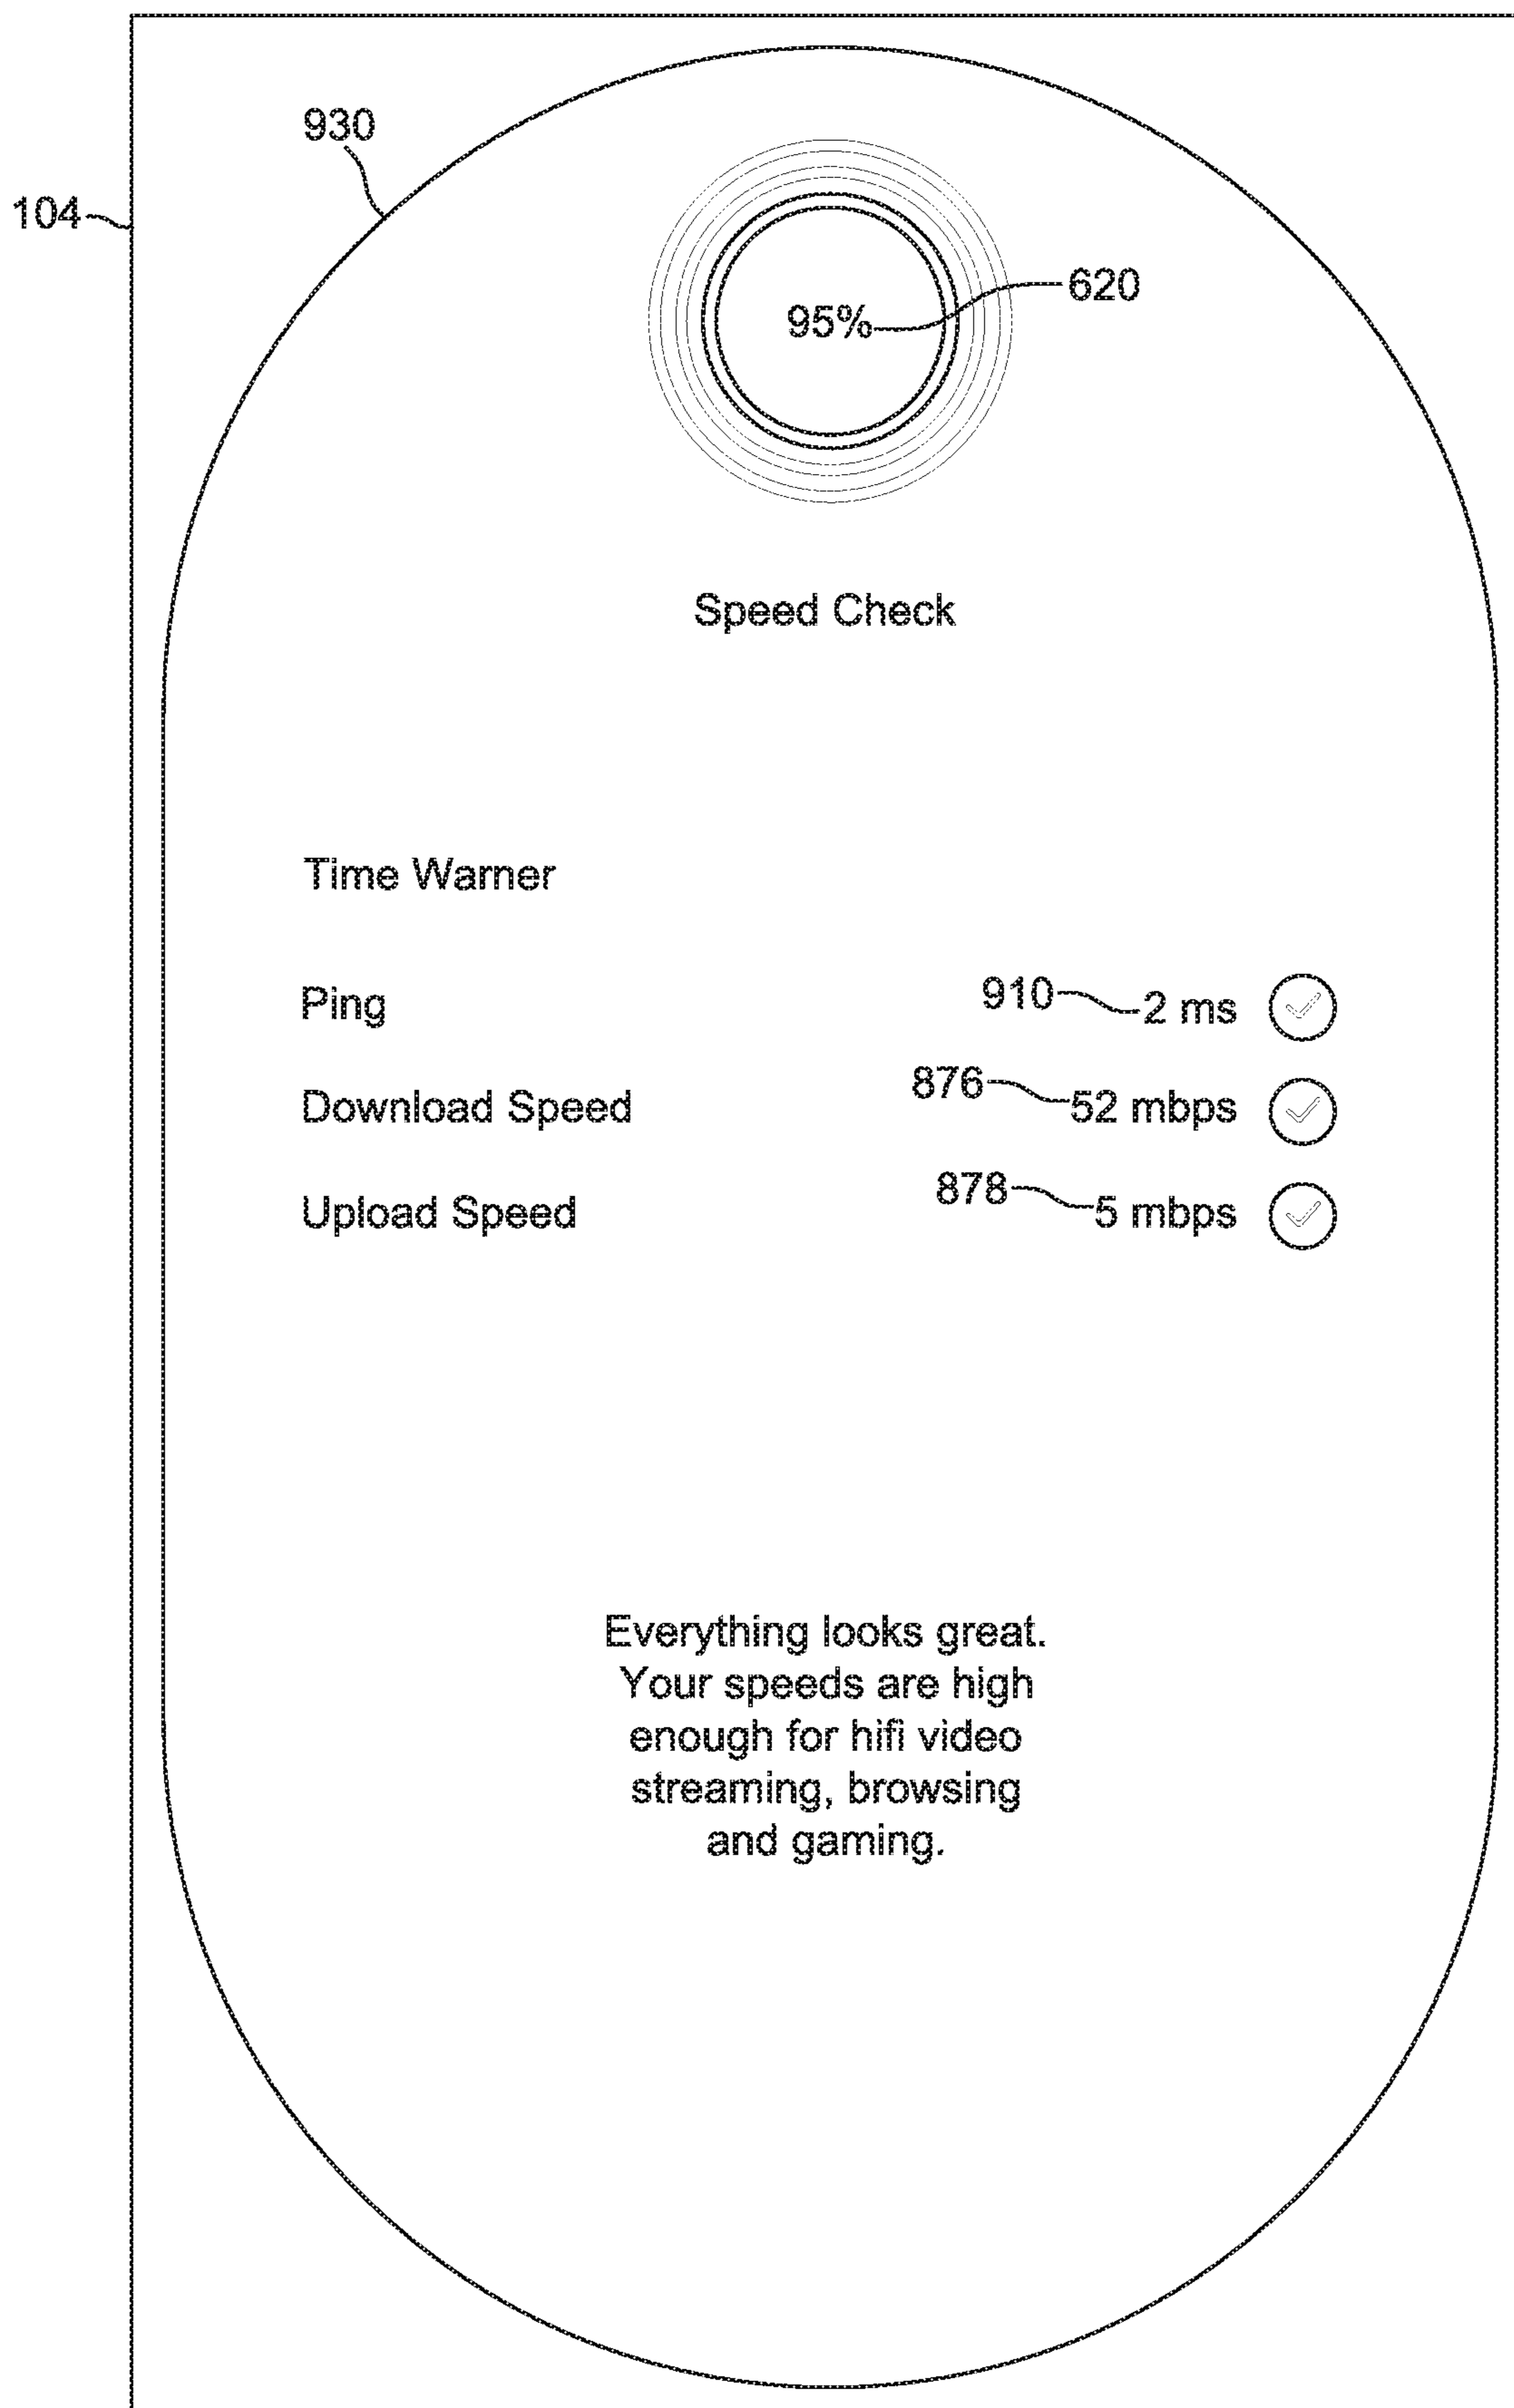 930
104
620
95%
Speed Check
Time Warner
Ping 910 2 ms
Download Speed 876 52 mbps
Upload Speed 878 5 mbps
Everything looks great.
Your speeds are high
enough for hifi video
streaming, browsing
and gaming.